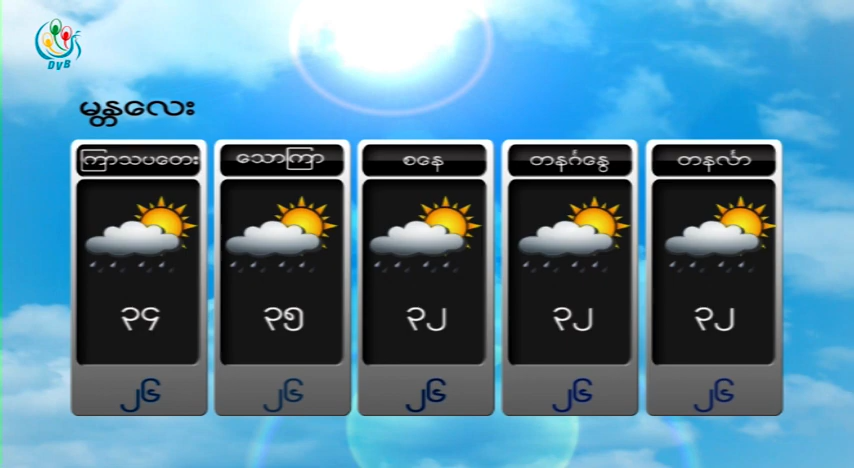 DVB
မန္တလေး
ကြာသပတေး
သောကြာ
စနေ
တနင်္ဂနွေ
တနင်္လာ
၃၄
၃၅
၃၂
၃၂
၃၂
၂၆
၂၆
၂၆
၂၆
၂၆